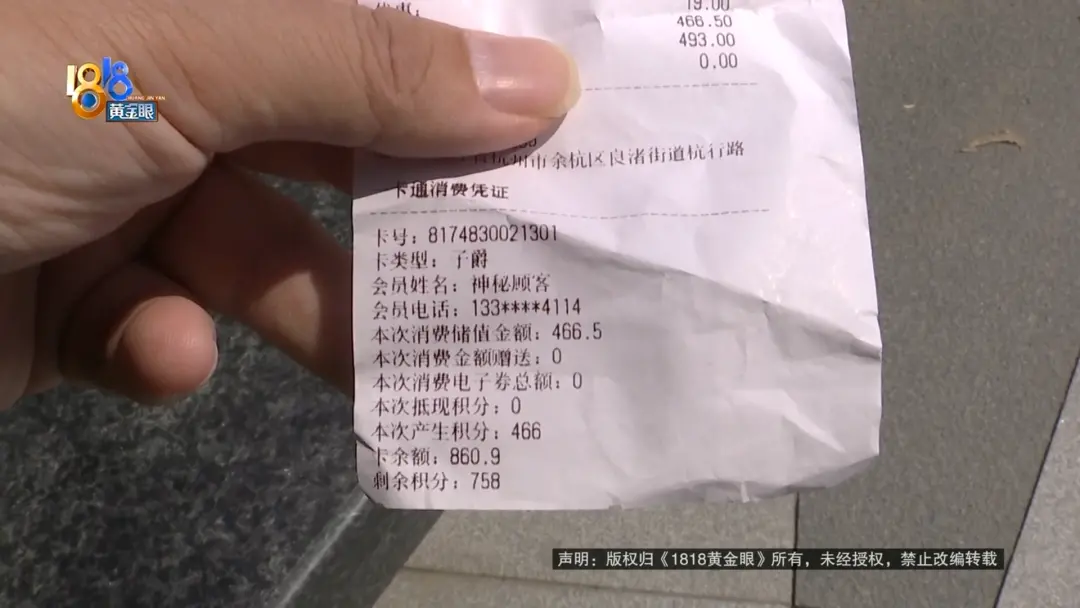 1818
HUANG JIN YAN
黄金眼
19.00
466.50
493.00
0.00
杭州市余杭区良渚街道杭行路
卡通消费凭证
卡号：8174830021301
卡类型：子爵
会员姓名：神秘顾客
会员电话：133****4114
本次消费储值金额：466.5
本次消费金额赠送：0
本次消费电子券总额：0
本次抵现积分：0
本次产生积分：466
卡余额：860.9
剩余积分：758
声明：版权归《1818黄金眼》所有，未经授权，禁止改编转载